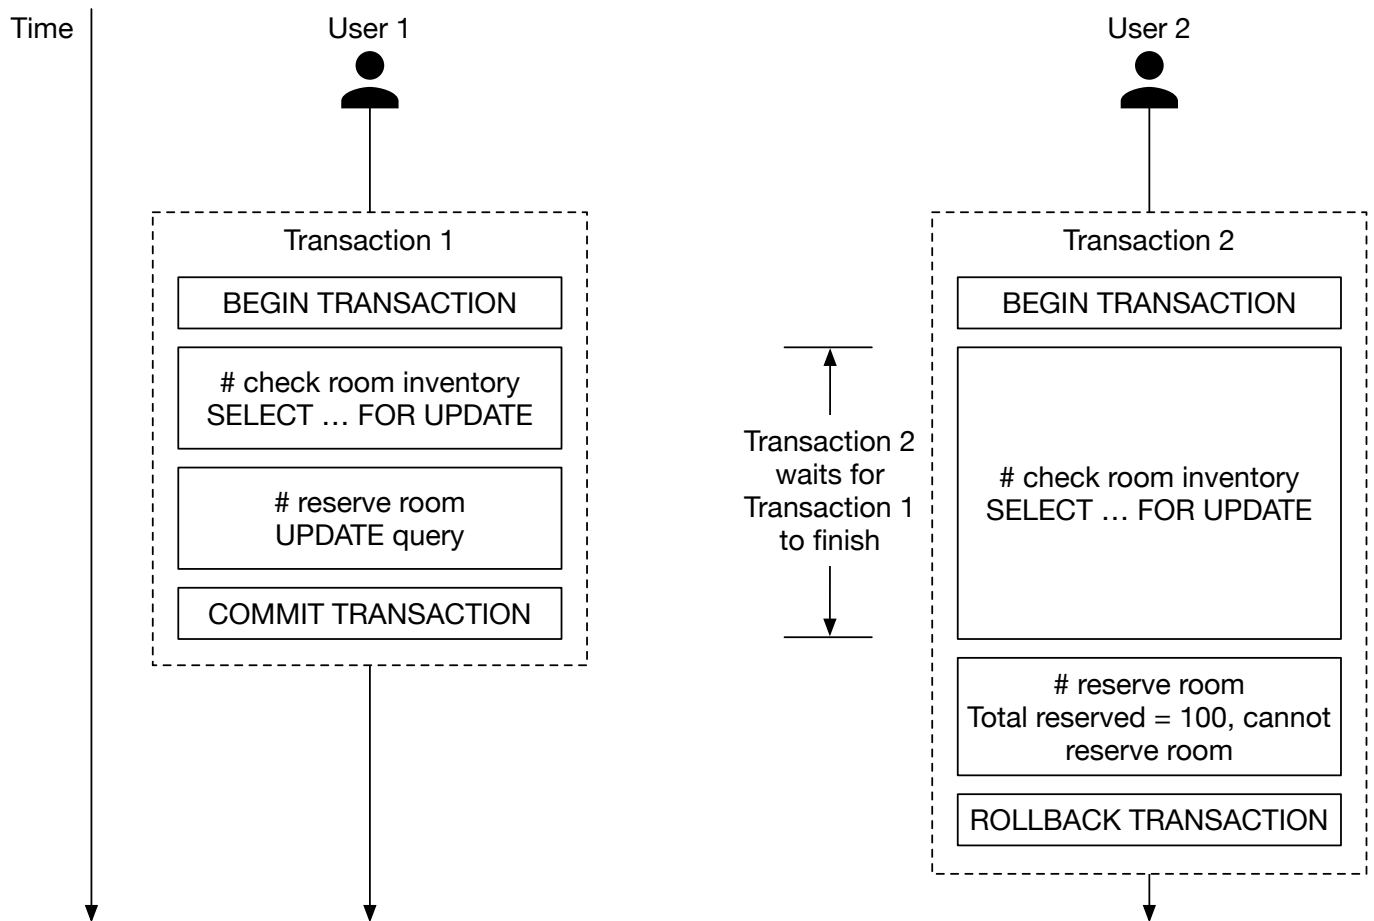 Time
User 1
User 2
Transaction 1
BEGIN TRANSACTION
# check room inventory
SELECT … FOR UPDATE
# reserve room
UPDATE query
COMMIT TRANSACTION
Transaction 2
waits for
Transaction 1
to finish
Transaction 2
BEGIN TRANSACTION
# check room inventory
SELECT … FOR UPDATE
# reserve room
Total reserved = 100, cannot
reserve room
ROLLBACK TRANSACTION